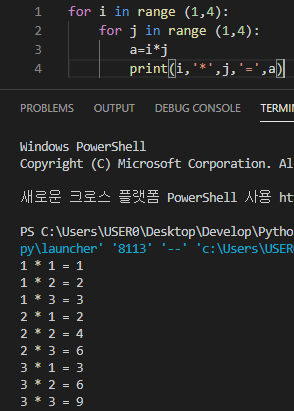 1 for i in range (1,4):
2 for j in range (1,4):
3 a=i*j
4 print(i,'*',j,'=',a)
PROBLEMS OUTPUT DEBUG CONSOLE
Windows PowerShell
Copyright (C) Microsoft Corporation.
새로운 크로스 플랫폼 PowerShell 사용
PS C:\Users\USER0\Desktop\Develop\Pytho
py\launcher' '8113' '--' 'c:\Users\USER
1 * 1 = 1
1 * 2 = 2
1 * 3 = 3
2 * 1 = 2
2 * 2 = 4
2 * 3 = 6
3 * 1 = 3
3 * 2 = 6
3 * 3 = 9